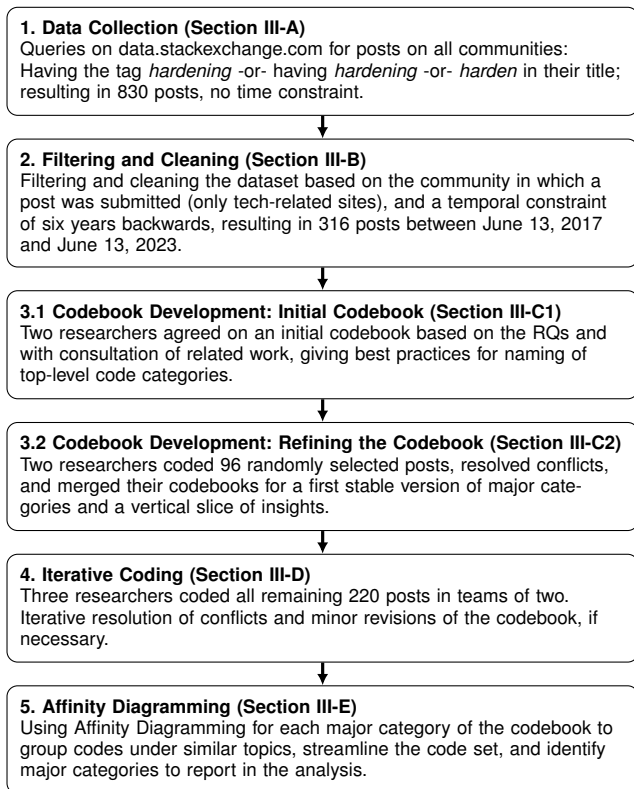 1. Data Collection (Section III-A)
Queries on data.stackexchange.com for posts on all communities:
Having the tag hardening -or- having hardening -or- harden in their title;
resulting in 830 posts, no time constraint.
2. Filtering and Cleaning (Section III-B)
Filtering and cleaning the dataset based on the community in which a
post was submitted (only tech-related sites), and a temporal constraint
of six years backwards, resulting in 316 posts between June 13, 2017
and June 13, 2023.
3.1 Codebook Development: Initial Codebook (Section III-C1)
Two researchers agreed on an initial codebook based on the RQs and
with consultation of related work, giving best practices for naming of
top-level code categories.
3.2 Codebook Development: Refining the Codebook (Section III-C2)
Two researchers coded 96 randomly selected posts, resolved conflicts,
and merged their codebooks for a first stable version of major cate-
gories and a vertical slice of insights.
4. Iterative Coding (Section III-D)
Three researchers coded all remaining 220 posts in teams of two.
Iterative resolution of conflicts and minor revisions of the codebook, if
necessary.
5. Affinity Diagramming (Section III-E)
Using Affinity Diagramming for each major category of the codebook to
group codes under similar topics, streamline the code set, and identify
major categories to report in the analysis.